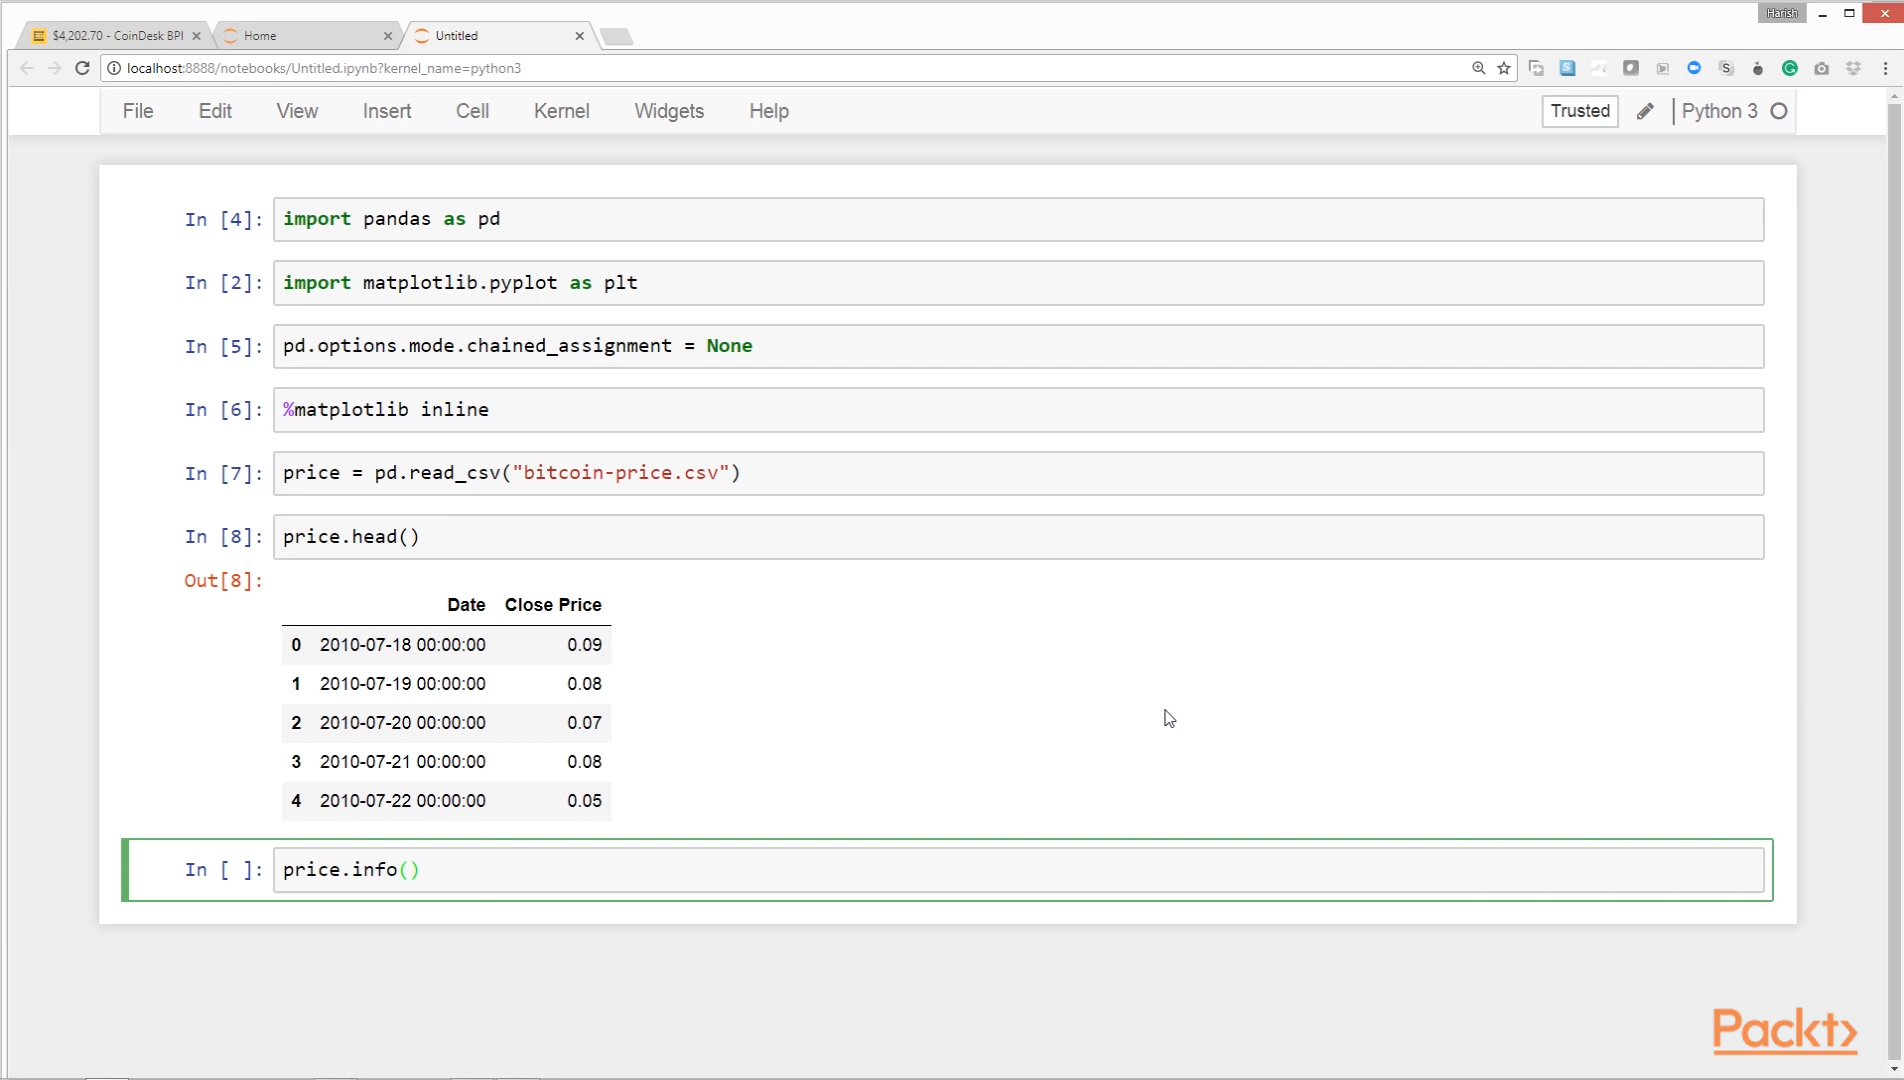 Harish
$4,202.70 - CoinDesk BPI
Home
Untitled
localhost:8888/notebooks/Untitled.ipynb?kernel_name=python3
File Edit View Insert Cell Kernel Widgets Help
Trusted
Python 3
In [4]: import pandas as pd
In [2]: import matplotlib.pyplot as plt
In [5]: pd.options.mode.chained_assignment = None
In [6]: %matplotlib inline
In [7]: price = pd.read_csv("bitcoin-price.csv")
In [8]: price.head()
Out[8]:
Date Close Price
0 2010-07-18 00:00:00 0.09
1 2010-07-19 00:00:00 0.08
2 2010-07-20 00:00:00 0.07
3 2010-07-21 00:00:00 0.08
4 2010-07-22 00:00:00 0.05
In [ ]: price.info()
Packt>